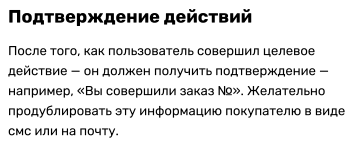 Подтверждение действий
После того, как пользователь совершил целевое
действие — он должен получить подтверждение —
например, «Вы совершили заказ №». Желательно
продублировать эту информацию покупателю в виде
смс или на почту.